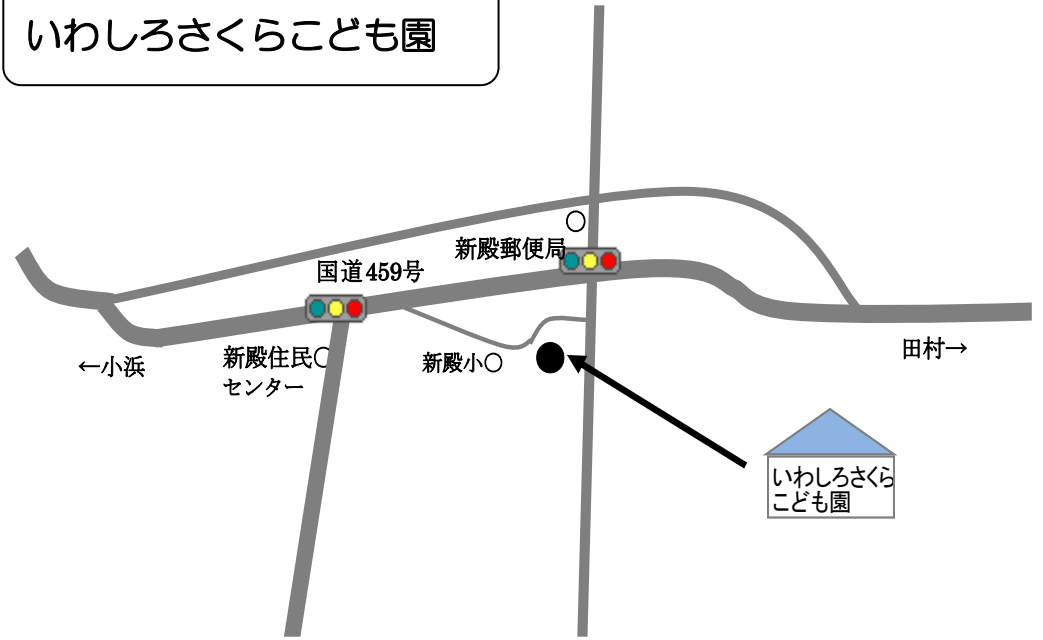 いわしろさくらこども園
新殿郵便局
国道459号
←小浜
新殿住民○
センター
新殿小○
田村→
いわしろさくら
こども園